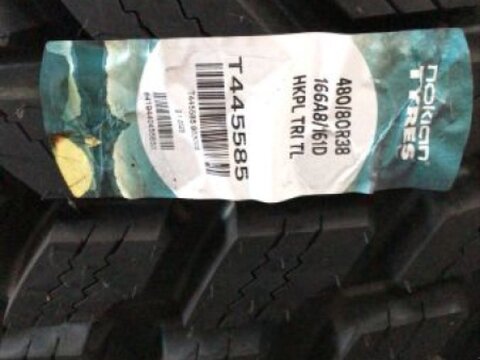 nokian
TYRES
480/80R38
166A8/161D
HKPL TRI TL
T445585